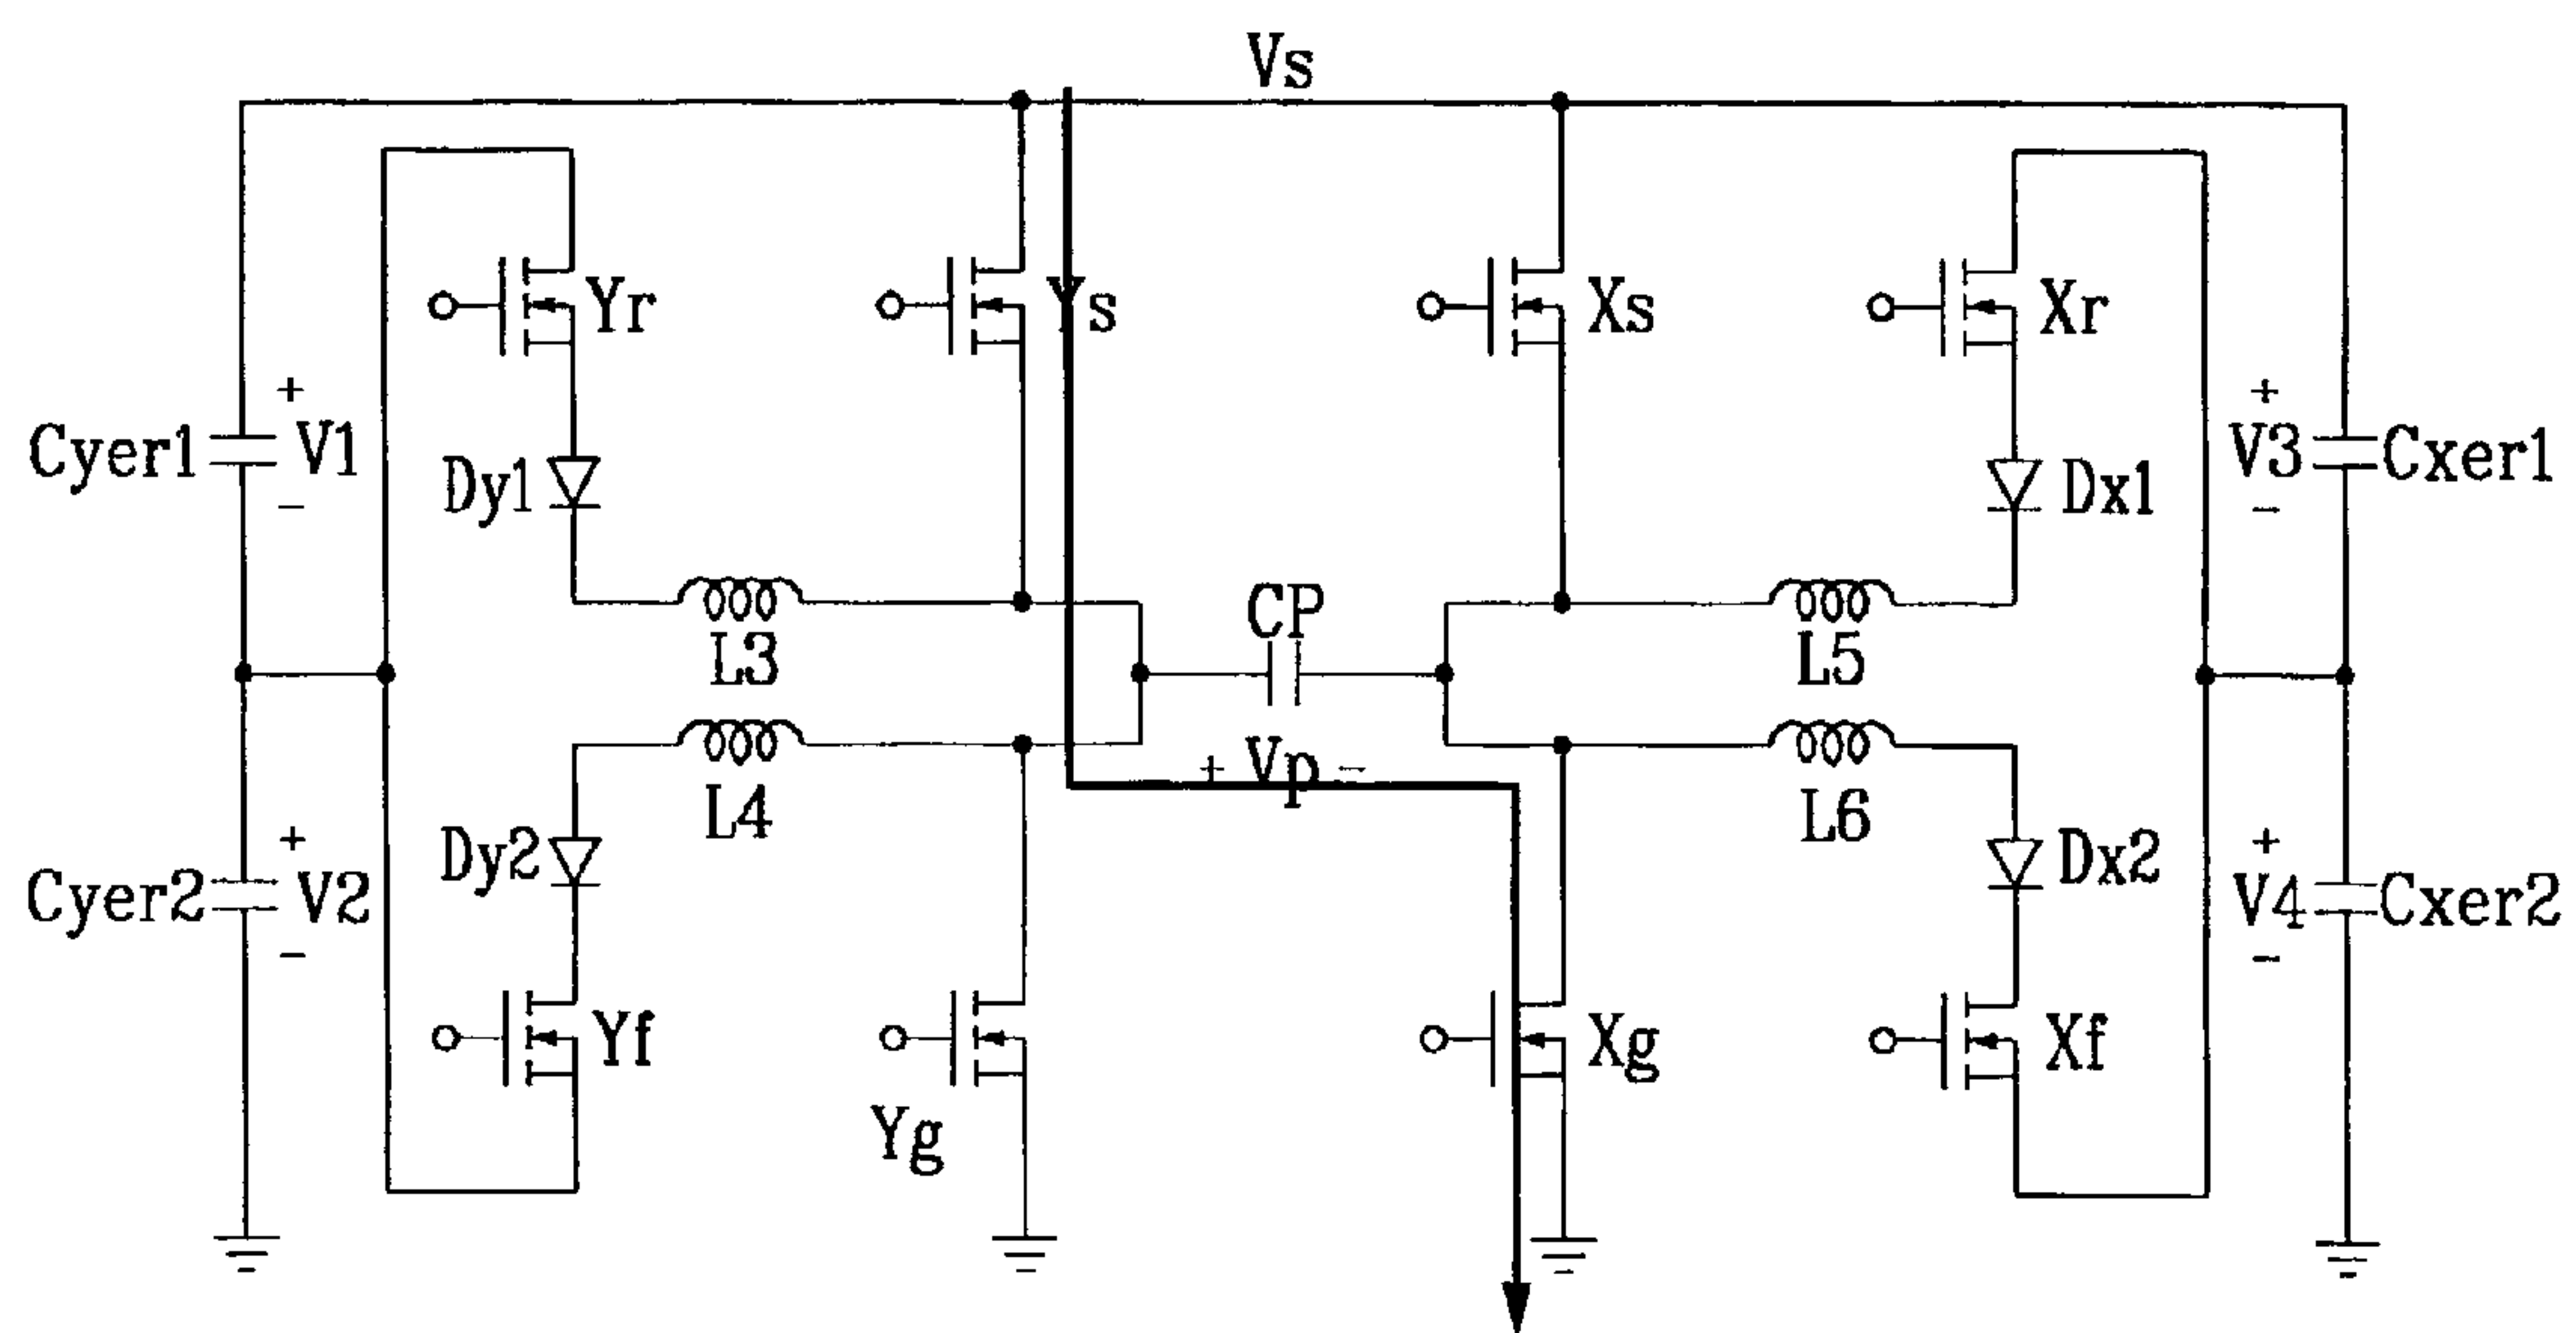 Vs
Yr
Ys
Xs
Xr
+
+
Cyer1
V1
V3
Cxer1
Dy1
Dx1
-
-
CP
L3
L5
+ Vp -
L4
L6
+
+
Dy2
Dx2
Cyer2
V2
V4
Cxer2
-
-
Yf
Xg
Xf
Yg